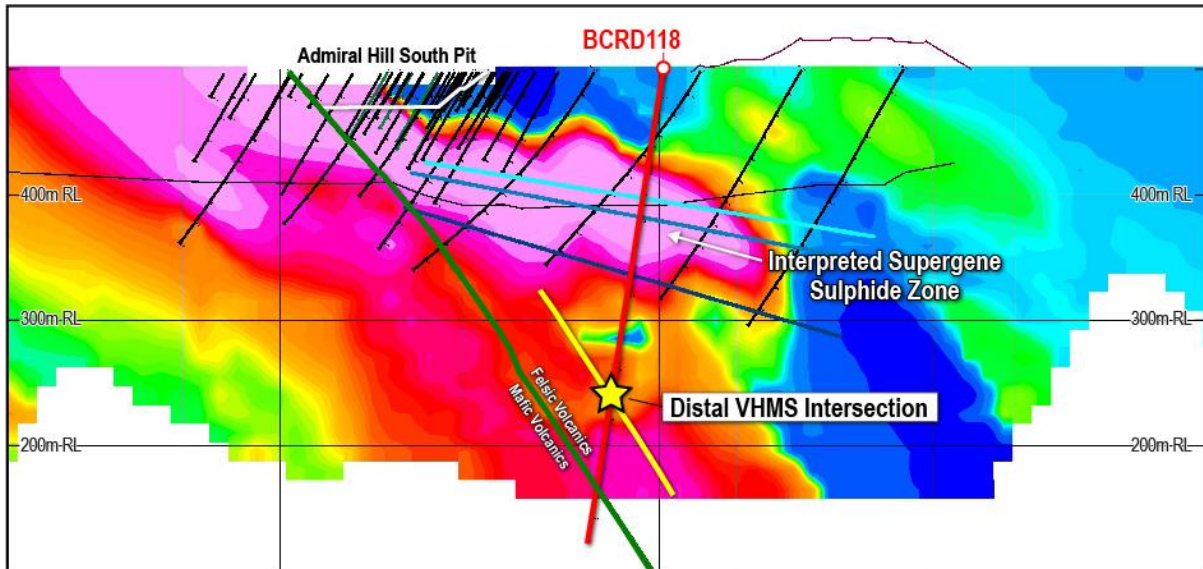 BCRD118
Admiral Hill South Pit
400m RL
400m RL
Interpreted Supergene
Sulphide Zone
300m RL
300m RL
Felsic Volcanics
Mafic Volcanics
Distal VHMS Intersection
200m RL
200m RL